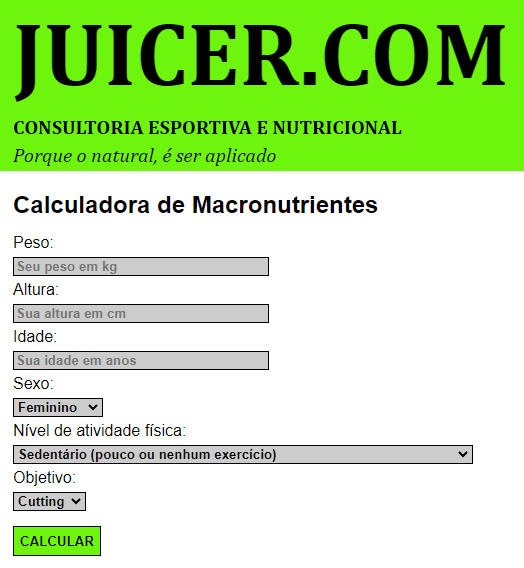 JUICER.COM
CONSULTORIA ESPORTIVA E NUTRICIONAL
Porque o natural, é ser aplicado
Calculadora de Macronutrientes
Peso:
Seu peso em kg
Altura:
Sua altura em cm
Idade:
Sua idade em anos
Sexo:
Feminino
Nível de atividade física:
Sedentário (pouco ou nenhum exercício)
Objetivo:
Cutting
CALCULAR